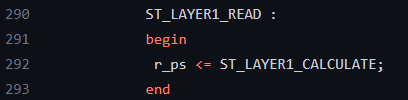 290 ST_LAYER1_READ :
291 begin
292 r_ps <= ST_LAYER1_CALCULATE;
293 end